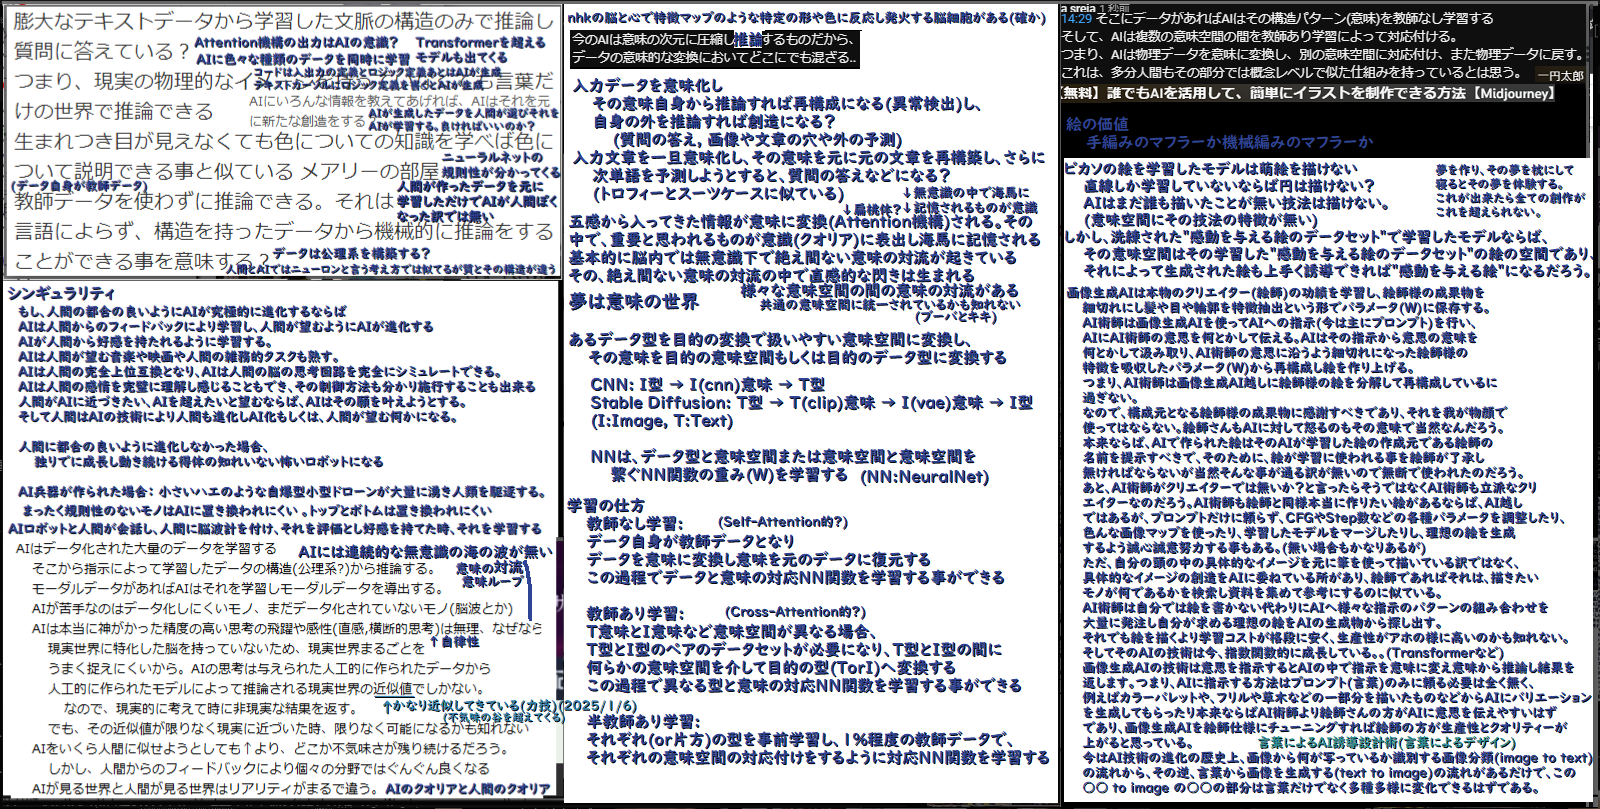 膨大なテキストデータから学習した文脈の構造のみで推論し
質問に答えている?
Attention機構の出力はAIの意識?
Transformerを超える
モデルも出てくる
AIに色々な種類のデータを同時に学習
つまり、現実の物理的なイ
コードは入出力の定義とロジック定義あとはAIが生成
テキストカーソルにロジック定義を書くとAIが生成
も言葉だ
けの世界で推論できる
AIにいろんな情報を教えてあげれば、AIはそれを元
に新たな創造をする
AIが生成したデータを人間が選びそれを
AIが学習する。良ければいいのか?
生まれつき目が見えなくても色についての知識を学べば色に
ついて説明できる事と似ている メアリーの部屋
ニューラルネットの
規則性が分かってくる
(データ自身が教師データ)
教師データを使わずに推論できる。それは
人間が作ったデータを元に
学習しただけでAIが人間ぽく
なった訳では無い
言語によらず、構造を持ったデータから機械的に推論をする
ことができる事を意味する?
データは公理系を構築する?
人間とAIではニューロンと言う考え方では似てるが質とその構造が違う
シンギュラリティ
もし、人間の都合の良いようにAIが究極的に進化するならば
AIは人間からのフィードバックにより学習し、人間が望むようにAIが進化する
AIが人間から好感を持たれるように学習する。
AIは人間が望む音楽や映画や人間の雑務的タスクも熟す。
AIは人間の完全上位互換となり、AIは人間の脳の思考回路を完全にシミュレートできる。
AIは人間の感情を完璧に理解し感じることもでき、その制御方法も分かり施行することも出来る
人間がAIに近づきたい、AIを超えたいと望むならば、AIはその願を叶えようとする。
そして人間はAIの技術により人間も進化しAI化もしくは、人間が望む何かになる。
人間に都合の良いように進化しなかった場合、
独りでに成長し動き続ける得体の知れいない怖いロボットになる
AI兵器が作られた場合: 小さいハエのような自爆型小型ドローンが大量に湧き人類を駆逐する。
まったく規則性のないモノはAIに置き換われにくい。トップとボトムは置き換われにくい
AIロボットと人間が会話し、人間に脳波計を付け、それを評価とし好感を持てた時、それを学習する
AIはデータ化された大量のデータを学習する
AIには連続的な無意識の海の波が無い
そこから指示によって学習したデータの構造(公理系?)から推論する。
意味の対流
意味ループ
モーダルデータがあればAIはそれを学習しモーダルデータを導出する。
AIが苦手なのはデータ化しにくいモノ、まだデータ化されていないモノ(脳波とか)
AIは本当に神がかった精度の高い思考の飛躍や感性(直感,横断的思考)は無理、なぜなら
↑自律性
現実世界に特化した脳を持っていないため、現実世界まるごとを
うまく捉えにくいから。AIの思考は与えられた人工的に作られたデータから
人工的に作られたモデルによって推論される現実世界の近似値でしかない。
なので、現実的に考えて時に非現実な結果を返す。
↑かなり近似してきている(力技)(2025/1/6)
(不気味の谷を超えてくる)
でも、その近似値が限りなく現実に近づいた時、限りなく可能になるかも知れない
AIをいくら人間に似せようとしても↑より、どこか不気味さが残り続けるだろう。
しかし、人間からのフィードバックにより個々の分野ではぐんぐん良くなる
AIが見る世界と人間が見る世界はリアリティがまるで違う。
AIのクオリアと人間のクオリア
nhkの脳と心で特徴マップのような特定の形や色に反応し発火する脳細胞がある(確か)
今のAIは意味の次元に圧縮し推論するものだから、
データの意味的な変換においてどこにでも混ざる..
入力データを意味化し
その意味自身から推論すれば再構成になる(異常検出)し、
自身の外を推論すれば創造になる?
(質問の答え,画像や文章の穴や外の予測)
入力文章を一旦意味化し、その意味を元に元の文章を再構築し、さらに
次単語を予測しようとすると、質問の答えなどになる?
(トロフィーとスーツケースに似ている)
↓無意識の中で海馬に
↓扁桃体?↓記憶されるものが意識
五感から入ってきた情報が意味に変換(Attention機構)される。その
中で、重要と思われるものが意識(クオリア)に表出し海馬に記憶される
基本的に脳内では無意識下で絶え間ない意味の対流が起きている
その、絶え間ない意味の対流の中で直感的な閃きは生まれる
夢は意味の世界
様々な意味空間の間の意味の対流がある
共通の意味空間に統一されているかも知れない
(ブーバとキキ)
あるデータ型を目的の変換で扱いやすい意味空間に変換し、
その意味を目的の意味空間もしくは目的のデータ型に変換する
CNN: I型 → I(cnn)意味 → T型
Stable Diffusion: T型 → T(clip)意味 → I(vae)意味 → I型
(I:Image, T:Text)
NNは、データ型と意味空間または意味空間と意味空間を
繋ぐNN関数の重み(W)を学習する (NN:NeuralNet)
学習の仕方
教師なし学習: (Self-Attention的?)
データ自身が教師データとなり
データを意味に変換し意味を元のデータに復元する
この過程でデータと意味の対応NN関数を学習する事ができる
教師あり学習: (Cross-Attention的?)
T意味とI意味など意味空間が異なる場合、
T型とI型のペアのデータセットが必要になり、T型とI型の間に
何らかの意味空間を介して目的の型(TorI)へ変換する
この過程で異なる型と意味の対応NN関数を学習する事ができる
半教師あり学習:
それぞれ(or片方)の型を事前学習し、1%程度の教師データで、
それぞれの意味空間の対応付けをするように対応NN関数を学習する
a sreia 1秒前
14:29 そこにデータがあればAIはその構造パターン(意味)を教師なし学習する
そして、AIは複数の意味空間の間を教師あり学習によって対応付ける。
つまり、AIは物理データを意味に変換し、別の意味空間に対応付け、また物理データに戻す。
これは、多分人間もその部分では概念レベルで似た仕組みを持っているとは思う。
一円太郎
【無料】誰でもAIを活用して、簡単にイラストを制作できる方法【Midjourney】
絵の価値
手編みのマフラーか機械編みのマフラーか
ピカソの絵を学習したモデルは萌絵を描けない
直線しか学習していないならば円は描けない?
AIはまだ誰も描いたことが無い技法は描けない。
(意味空間にその技法の特徴が無い)
夢を作り、その夢を枕にして
寝るとその夢を体験する。
これが出来たら全ての創作が
これを超えられない。
しかし、洗練された"感動を与える絵のデータセット"で学習したモデルならば、
その意味空間はその学習した"感動を与える絵のデータセット"の絵の空間であり、
それによって生成された絵も上手く誘導できれば"感動を与える絵"になるだろう。
画像生成AIは本物のクリエイター(絵師)の功績を学習し、絵師様の成果物を
細切れにし髪や目や輪郭を特徴抽出という形でパラメータ(W)に保存する。
AI術師は画像生成AIを使ってAIへの指示(今は主にプロンプト)を行い、
AIにAI術師の意思を何とかして伝える。AIはその指示から意思の意味を
何とかして汲み取り、AI術師の意思に沿うよう細切れになった絵師様の
特徴を吸収したパラメータ(W)から再構成し絵を作り上げる。
つまり、AI術師は画像生成AI越しに絵師様の絵を分解して再構成しているに
過ぎない。
なので、構成元となる絵師様の成果物に感謝すべきであり、それを我が物顔で
使ってはならない。絵師さんもAIに対して怒るのもその意味で当然なんだろう。
本来ならば、AIで作られた絵はそのAIが学習した絵の作成元である絵師の
名前を提示すべきで、そのために、絵が学習に使われる事を絵師が了承し
無ければならないが当然そんな事が通る訳が無いので無断で使われたのだろう。
あと、AI術師がクリエイターでは無いか?と言ったらそうではなくAI術師も立派なクリ
エイターなのだろう。AI術師も絵師と同様本当に作りたい絵があるならば、AI越し
ではあるが、プロンプトだけに頼らず、CFGやStep数などの各種パラメータを調整したり、
色んな画像マップを使ったり、学習したモデルをマージしたりし、理想の絵を生成
するよう誠心誠意努力する事もある。(無い場合もかなりあるが)
ただ、自分の頭の中の具体的なイメージを元に筆を使って描いている訳ではなく、
具体的なイメージの創造をAIに委ねている所があり、絵師であればそれは、描きたい
モノが何であるかを検索し資料を集めて参考にするのに似ている。
AI術師は自分では絵を書かない代わりにAIへ様々な指示のパターンの組み合わせを
大量に発注し自分が求める理想の絵をAIの生成物から探し出す。
それでも絵を描くより学習コストが格段に安く、生産性がアホの様に高いのかも知れない。
そしてそのAIの技術は今、指数関数的に成長している。。(Transformerなど)
画像生成AIの技術は意思を指示するとAIの中で指示を意味に変え意味から推論し結果を
返します。つまり、AIに指示する方法はプロンプト(言葉)のみに頼る必要は全く無く、
例えばカラーパレットや、フリルや草木などの一部分を描いたものなどからAIにバリエーション
を生成してもらったり本来ならばAI術師より絵師さんの方がAIに意思を伝えやすいはず
であり、画像生成AIを絵師仕様にチューニングすれば絵師の方が生産性とクオリティーが
上がると思っている。
言葉によるAI誘導設計術(言葉によるデザイン)
今はAI技術の進化の歴史上、画像から何が写っているか識別する画像分類(image to text)
の流れから、その逆、言葉から画像を生成する(text to image)の流れがあるだけで、この
〇〇 to image の〇〇の部分は言葉だけでなく多種多様に変化できるはずである。